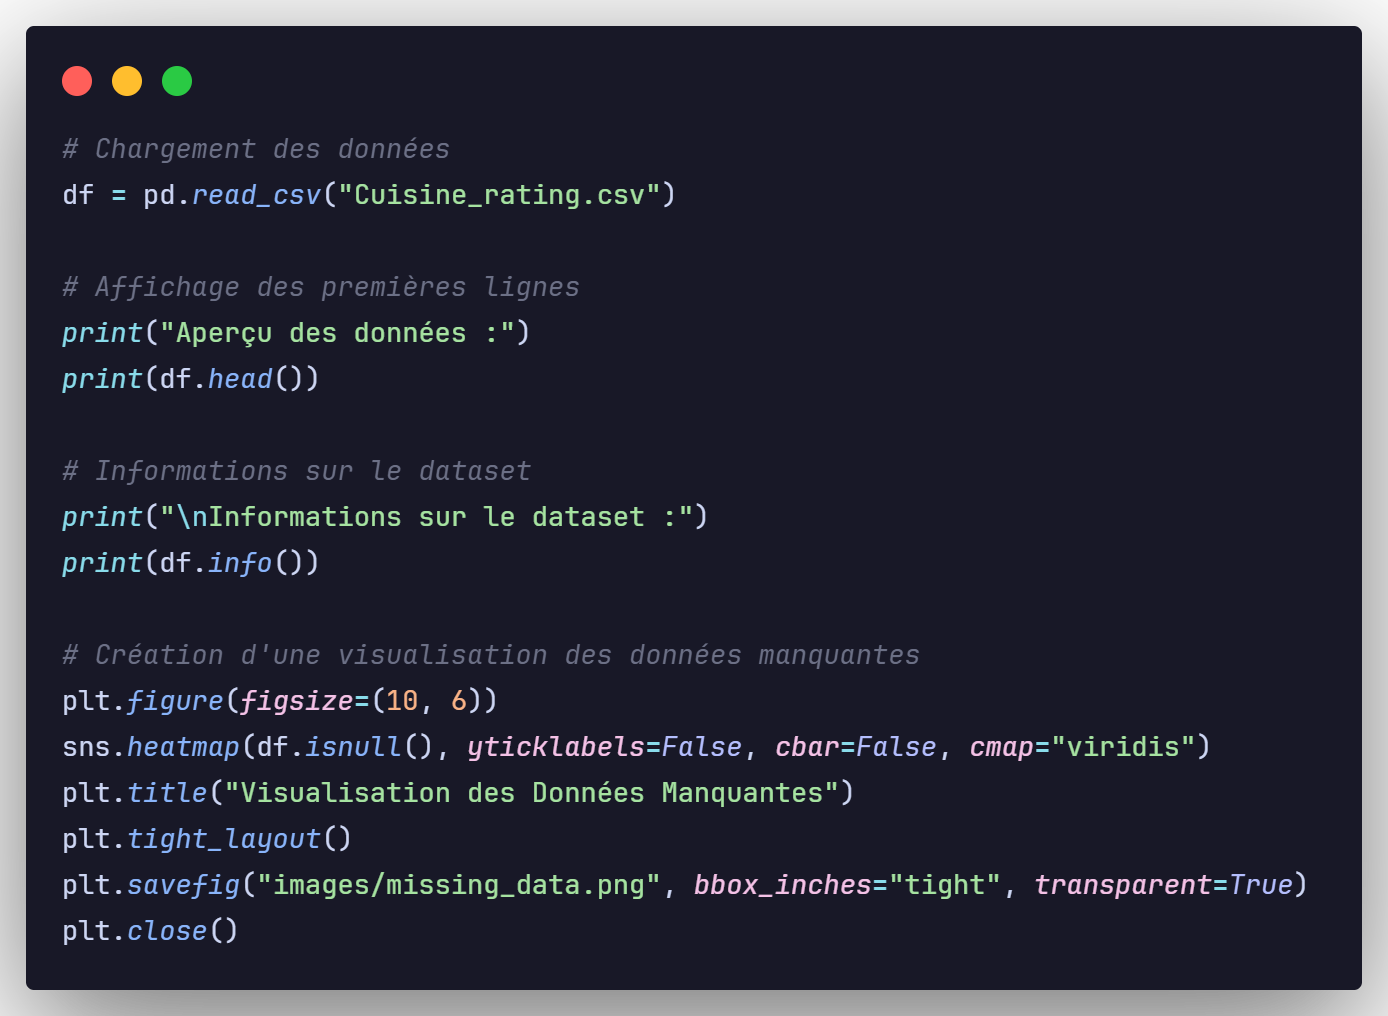 # Chargement des données
df = pd.read_csv("Cuisine_rating.csv")
# Affichage des premières lignes
print("Aperçu des données :")
print(df.head())
# Informations sur le dataset
print("\nInformations sur le dataset :")
print(df.info())
# Création d'une visualisation des données manquantes
plt.figure(figsize=(10, 6))
sns.heatmap(df.isnull(), yticklabels=False, cbar=False, cmap="viridis")
plt.title("Visualisation des Données Manquantes")
plt.tight_layout()
plt.savefig("images/missing_data.png", bbox_inches="tight", transparent=True)
plt.close()